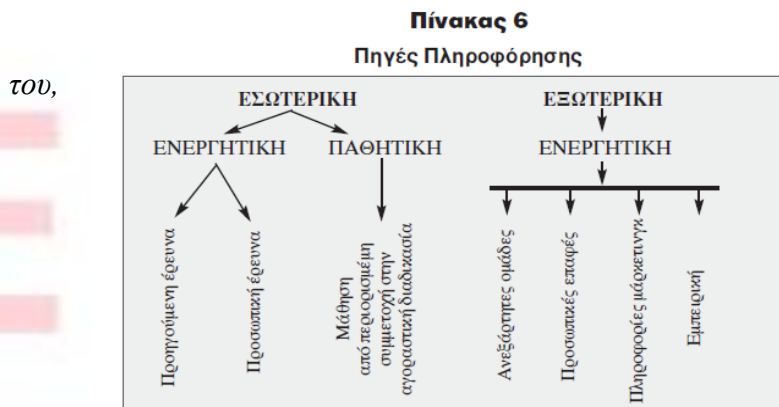 Πίνακας 6
Πηγές Πληροφόρησης
του,
ΕΣΩΤΕΡΙΚΗ
ΕΞΩΤΕΡΙΚΗ
ΕΝΕΡΓΗΤΙΚΗ
ΠΑΘΗΤΙΚΗ
ΕΝΕΡΓΗΤΙΚΗ
Προηγούμενη έρευνα
Προσωπική έρευνα
Μάθηση
από περιορισμέμη
συμμετοχή στην
αγοραστική διαδικασία
Ανεξάρτητες ομάδες
Προσωπικές επαφές
Πληροφορίες μάρκετινγκ
Εμπειρική